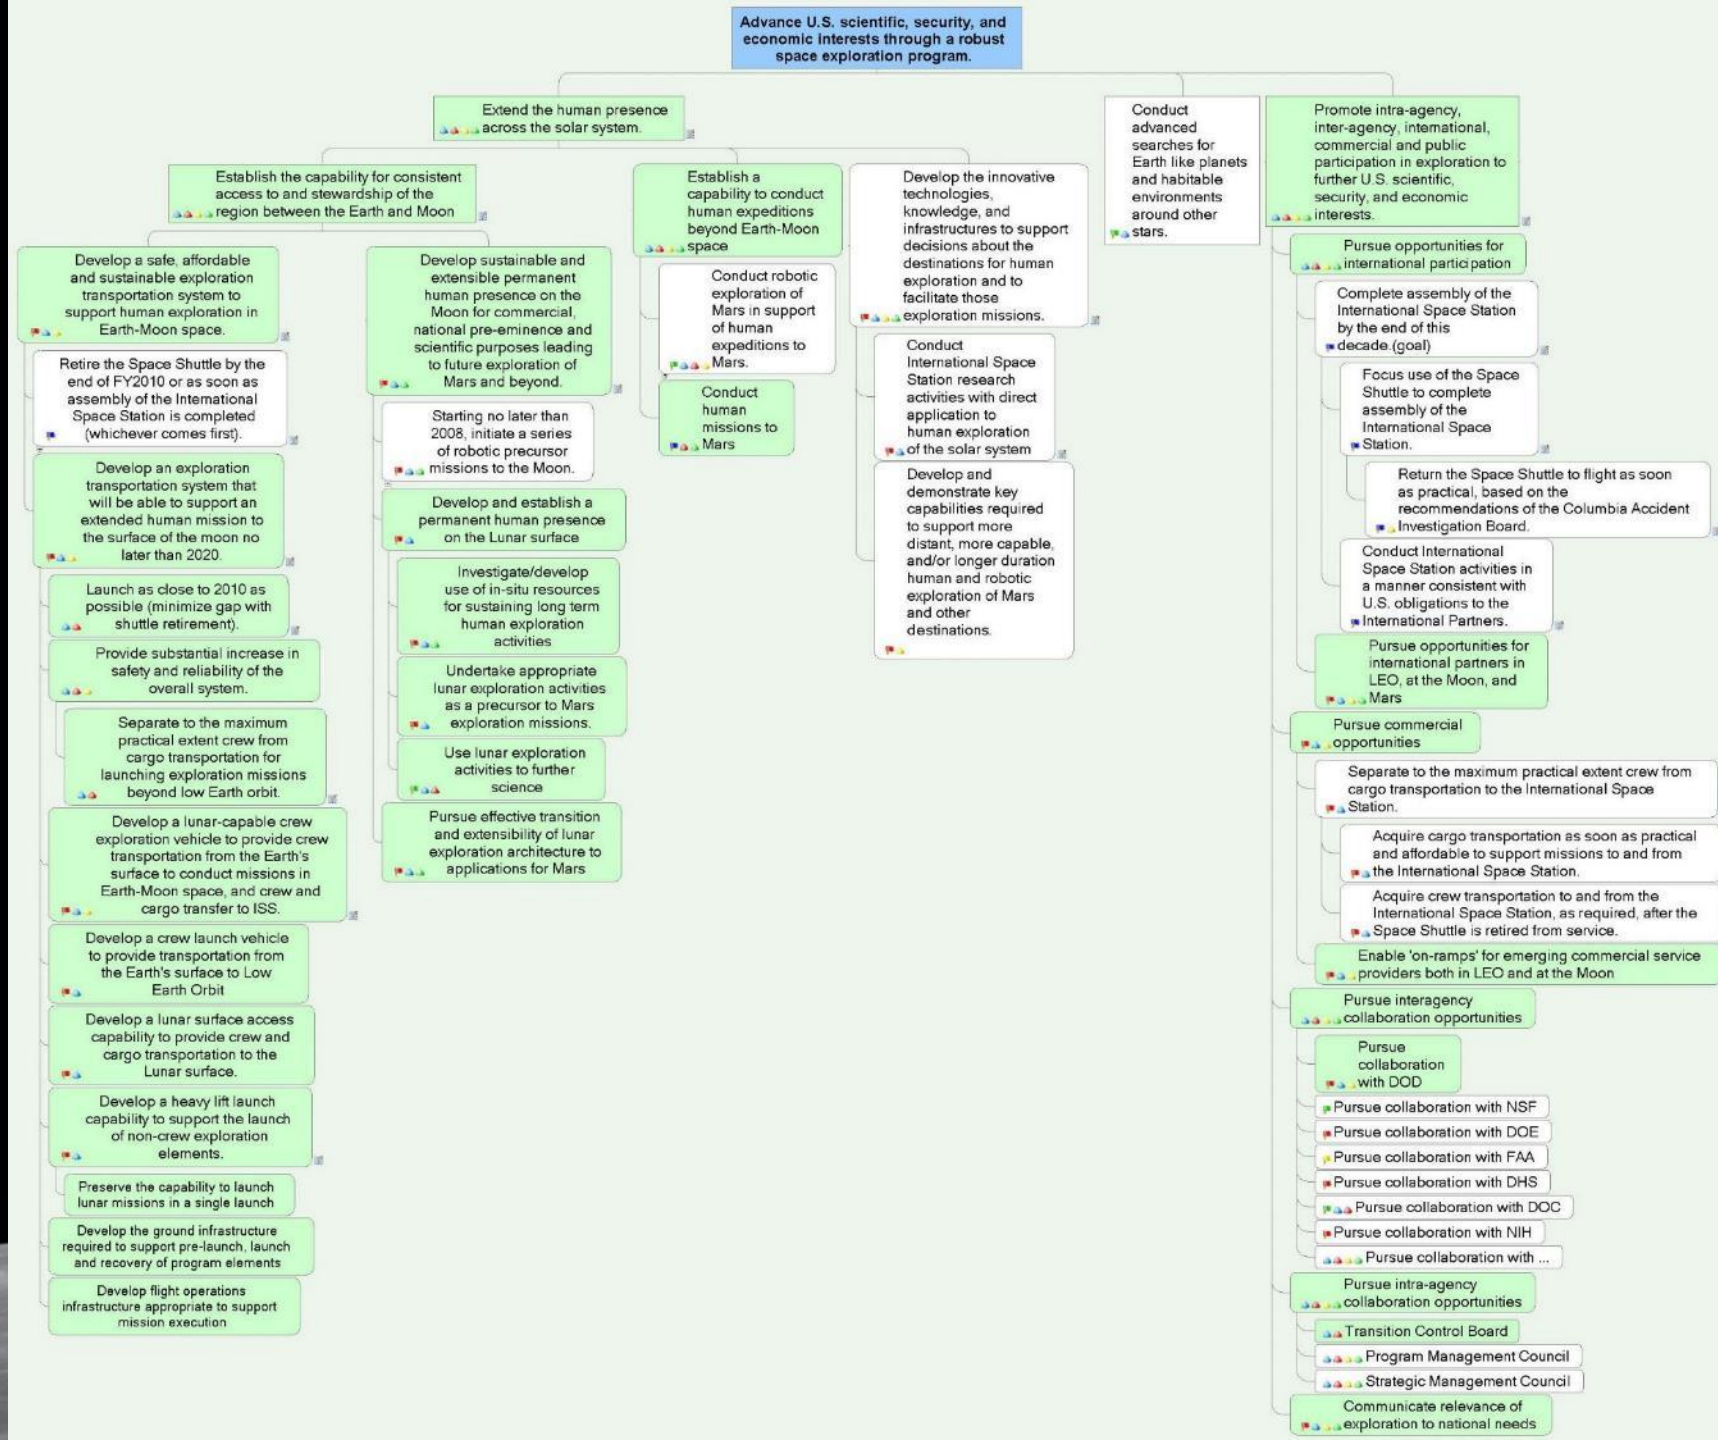 Advance U.S. scientific, security, and
economic interests through a robust
space exploration program.
Extend the human presence
across the solar system.
Establish the capability for consistent
access to and stewardship of the
region between the Earth and Moon
Develop a safe, affordable
and sustainable exploration
transportation system to
support human exploration in
Earth-Moon space.
Retire the Space Shuttle by the
end of FY2010 or as soon as
assembly of the International
Space Station is completed
(whichever comes first).
Develop an exploration
transportation system that
will be able to support an
extended human mission to
the surface of the moon no
later than 2020.
Launch as close to 2010 as
possible (minimize gap with
shuttle retirement).
Provide substantial increase in
safety and reliability of the
overall system.
Separate to the maximum
practical extent crew from
cargo transportation for
launching exploration missions
beyond low Earth orbit.
Develop a lunar-capable crew
exploration vehicle to provide crew
transportation from the Earth's
surface to conduct missions in
Earth-Moon space, and crew and
cargo transfer to ISS.
Develop a crew launch vehicle
to provide transportation from
the Earth's surface to Low
Earth Orbit
Develop a lunar surface access
capability to provide crew and
cargo transportation to the
Lunar surface.
Develop a heavy lift launch
capability to support the launch
of non-crew exploration
elements.
Preserve the capability to launch
lunar missions in a single launch
Develop the ground infrastructure
required to support pre-launch, launch
and recovery of program elements
Develop flight operations
infrastructure appropriate to support
mission execution
Develop sustainable and
extensible permanent
human presence on the
Moon for commercial,
national pre-eminence and
scientific purposes leading
to future exploration of
Mars and beyond.
Starting no later than
2008, initiate a series
of robotic precursor
missions to the Moon.
Develop and establish a
permanent human presence
on the Lunar surface
Investigate/develop
use of in-situ resources
for sustaining long term
human exploration
activities
Undertake appropriate
lunar exploration activities
as a precursor to Mars
exploration missions.
Use lunar exploration
activities to further
science
Pursue effective transition
and extensibility of lunar
exploration architecture to
applications for Mars
Establish a
capability to conduct
human expeditions
beyond Earth-Moon
space
Conduct robotic
exploration of
Mars in support
of human
expeditions to
Mars.
Conduct
human
missions to
Mars
Develop the innovative
technologies,
knowledge, and
infrastructures to support
decisions about the
destinations for human
exploration and to
facilitate those
exploration missions.
Conduct
International Space
Station research
activities with direct
application to
human exploration
of the solar system
Develop and
demonstrate key
capabilities required
to support more
distant, more capable,
and/or longer duration
human and robotic
exploration of Mars
and other
destinations.
Conduct
advanced
searches for
Earth like planets
and habitable
environments
around other
stars.
Promote intra-agency,
inter-agency, international,
commercial and public
participation in exploration to
further U.S. scientific,
security, and economic
interests.
Pursue opportunities for
international participation
Complete assembly of the
International Space Station
by the end of this
decade.(goal)
Focus use of the Space
Shuttle to complete
assembly of the
International Space
Station.
Return the Space Shuttle to flight as soon
as practical, based on the
recommendations of the Columbia Accident
Investigation Board.
Conduct International
Space Station activities in
a manner consistent with
U.S. obligations to the
International Partners.
Pursue opportunities for
international partners in
LEO, at the Moon, and
Mars
Pursue commercial
opportunities
Separate to the maximum practical extent crew from
cargo transportation to the International Space
Station.
Acquire cargo transportation as soon as practical
and affordable to support missions to and from
the International Space Station.
Acquire crew transportation to and from the
International Space Station, as required, after the
Space Shuttle is retired from service.
Enable 'on-ramps' for emerging commercial service
providers both in LEO and at the Moon
Pursue interagency
collaboration opportunities
Pursue
collaboration
with DOD
Pursue collaboration with NSF
Pursue collaboration with DOE
Pursue collaboration with FAA
Pursue collaboration with DHS
Pursue collaboration with DOC
Pursue collaboration with NIH
Pursue collaboration with ...
Pursue intra-agency
collaboration opportunities
Transition Control Board
Program Management Council
Strategic Management Council
Communicate relevance of
exploration to national needs